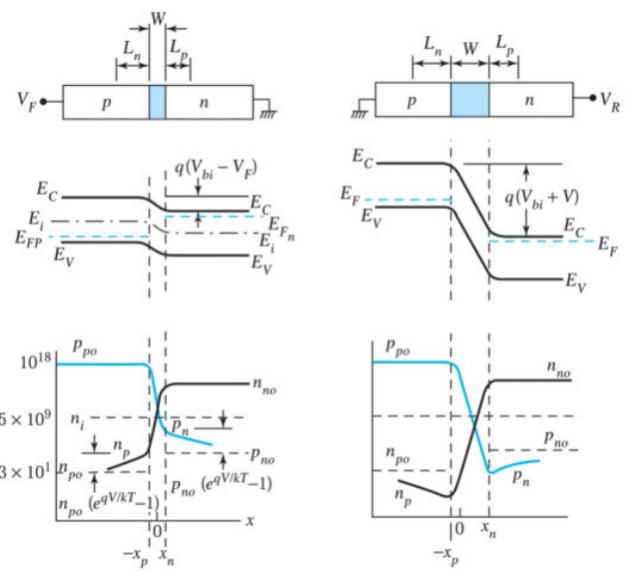 W
L_n L_p
V_F p n
q(V_bi − V_F)
E_C E_C
E_i E_Fn
E_FP E_i
E_V E_V
10^18 p_po
n_no
5 × 10^9 n_i p_n
n_p p_no
3 × 10^1 n_po
n_po (e^qV/kT−1) p_no (e^qV/kT−1)
0 x
−x_p x_n
L_n W L_p
p n V_R
E_C
q(V_bi + V)
E_F E_C
E_V E_F
E_V
p_po n_no
n_po p_no
n_p p_n
0 x_n
−x_p